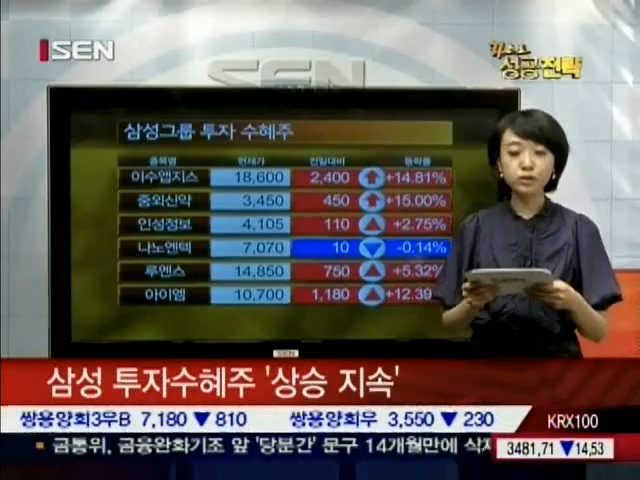 SEN
성공전략
SEN
삼성그룹 투자 수혜주
종목명 현재가 전일대비 등락률
이수앱지스 18,600 2,400 +14.81%
중외신약 3,450 450 +15.00%
인성정보 4,105 110 +2.75%
나노엔텍 7,070 10 -0.14%
루멘스 14,850 750 +5.32%
아이엠 10,700 1,180 +12.39
SEN
삼성 투자수혜주 '상승 지속'
쌍용양회3우B 7,180 ▼ 810 쌍용양회우 3,550 ▼ 230 KRX100
금통위, 금융완화기조 앞 '당분간' 문구 14개월만에 삭제 3481,71 ▼14,53